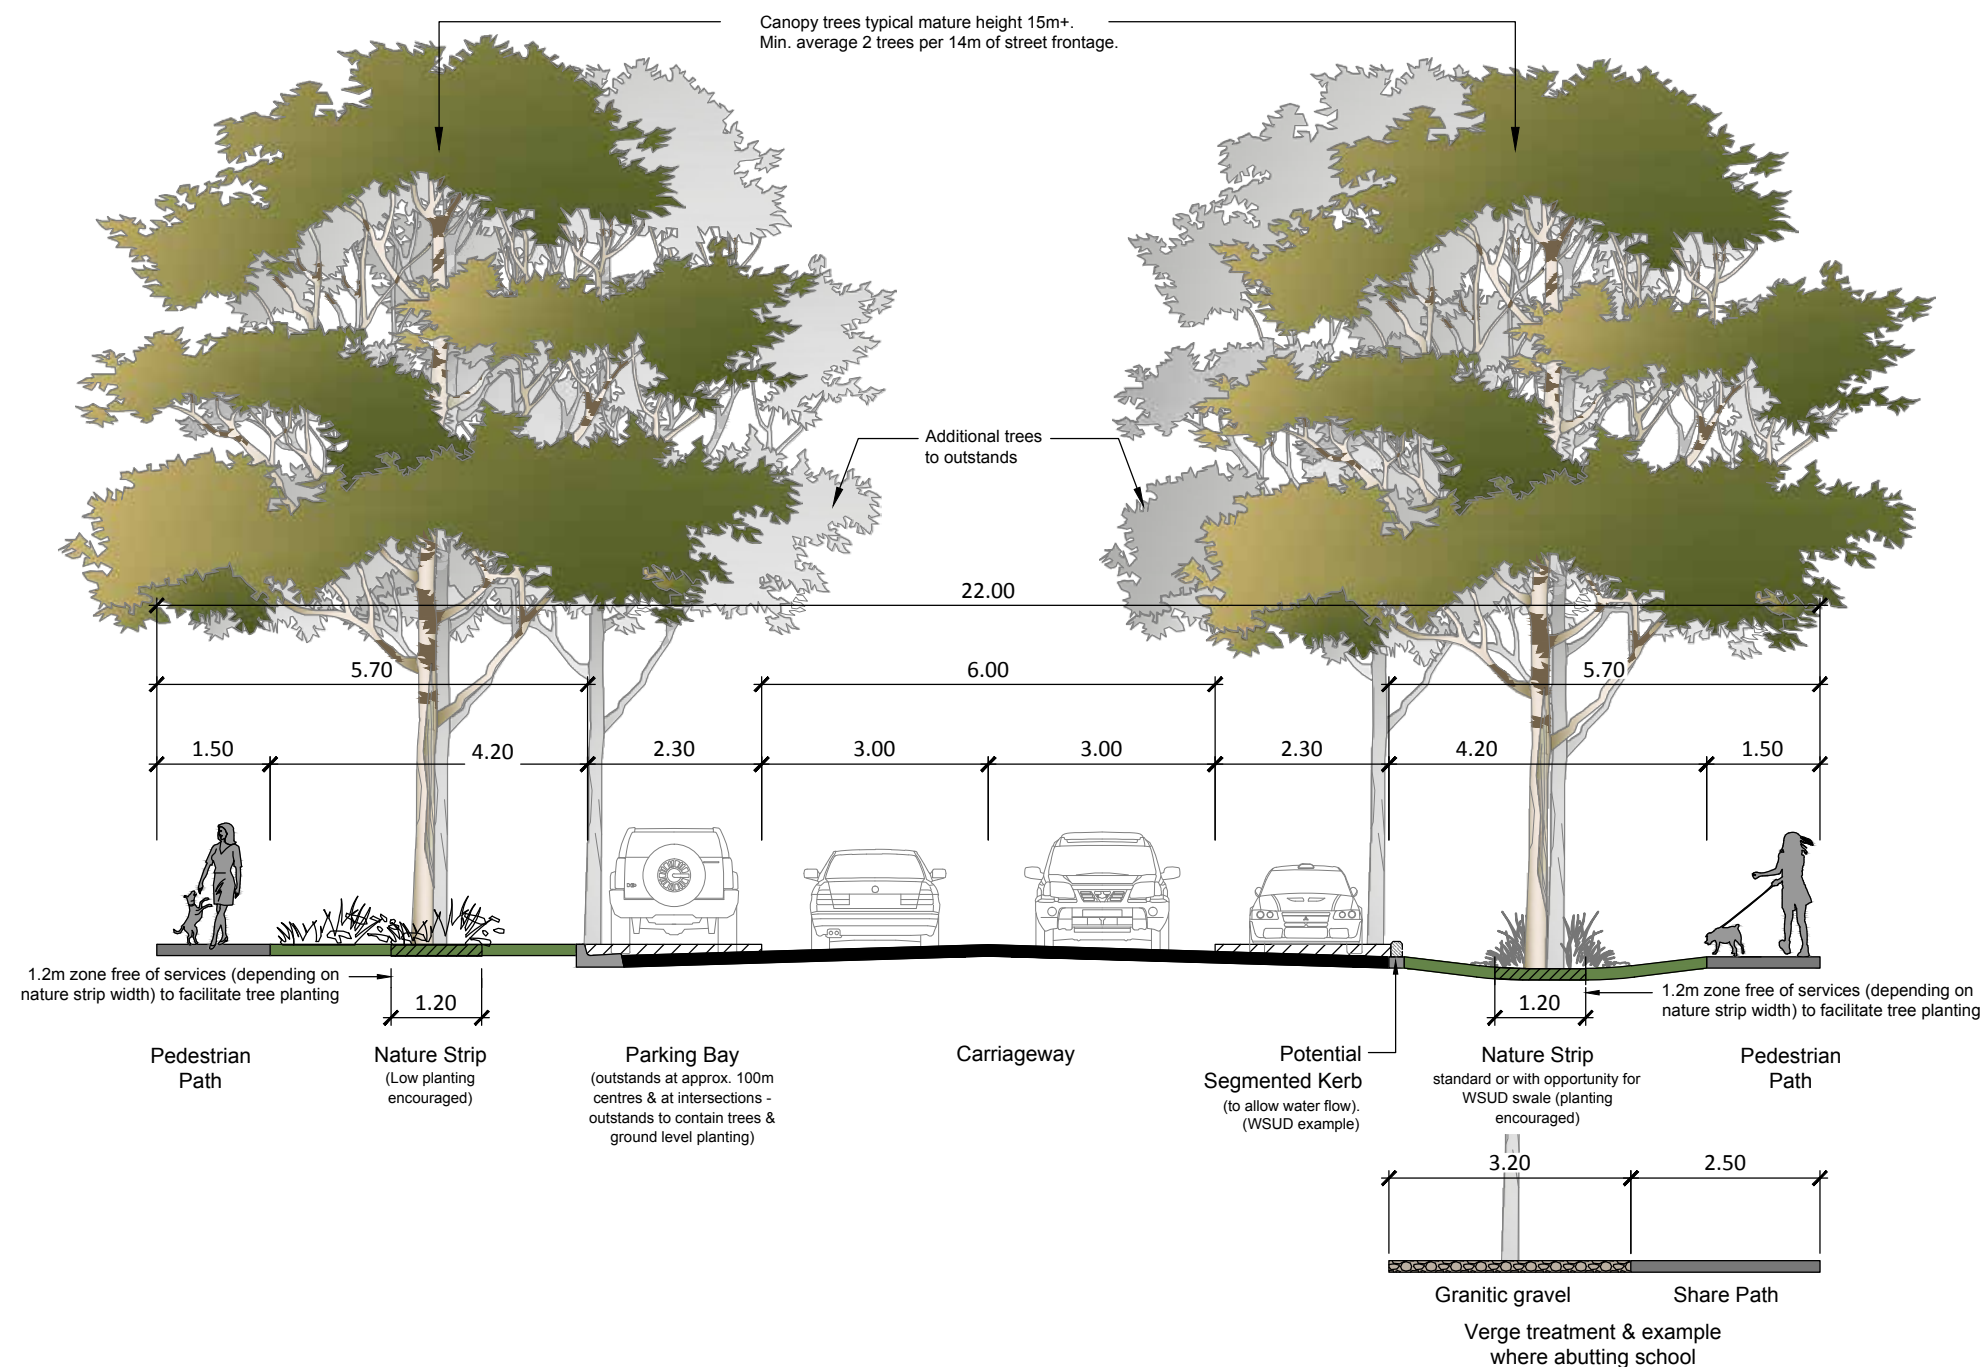 Canopy trees typical mature height 15m+.
Min. average 2 trees per 14m of street frontage.
Additional trees
to outstands
22.00
5.70
6.00
5.70
1.50
4.20
2.30
3.00
3.00
2.30
4.20
1.50
1.2m zone free of services (depending on
nature strip width) to facilitate tree planting
1.20
1.20
1.2m zone free of services (depending on
nature strip width) to facilitate tree planting
Pedestrian
Path
Nature Strip
(Low planting
encouraged)
Parking Bay
(outstands at approx. 100m
centres & at intersections -
outstands to contain trees &
ground level planting)
Carriageway
Potential
Segmented Kerb
(to allow water flow).
(WSUD example)
Nature Strip
standard or with opportunity for
WSUD swale (planting
encouraged)
Pedestrian
Path
3.20
2.50
Granitic gravel
Share Path
Verge treatment & example
where abutting school